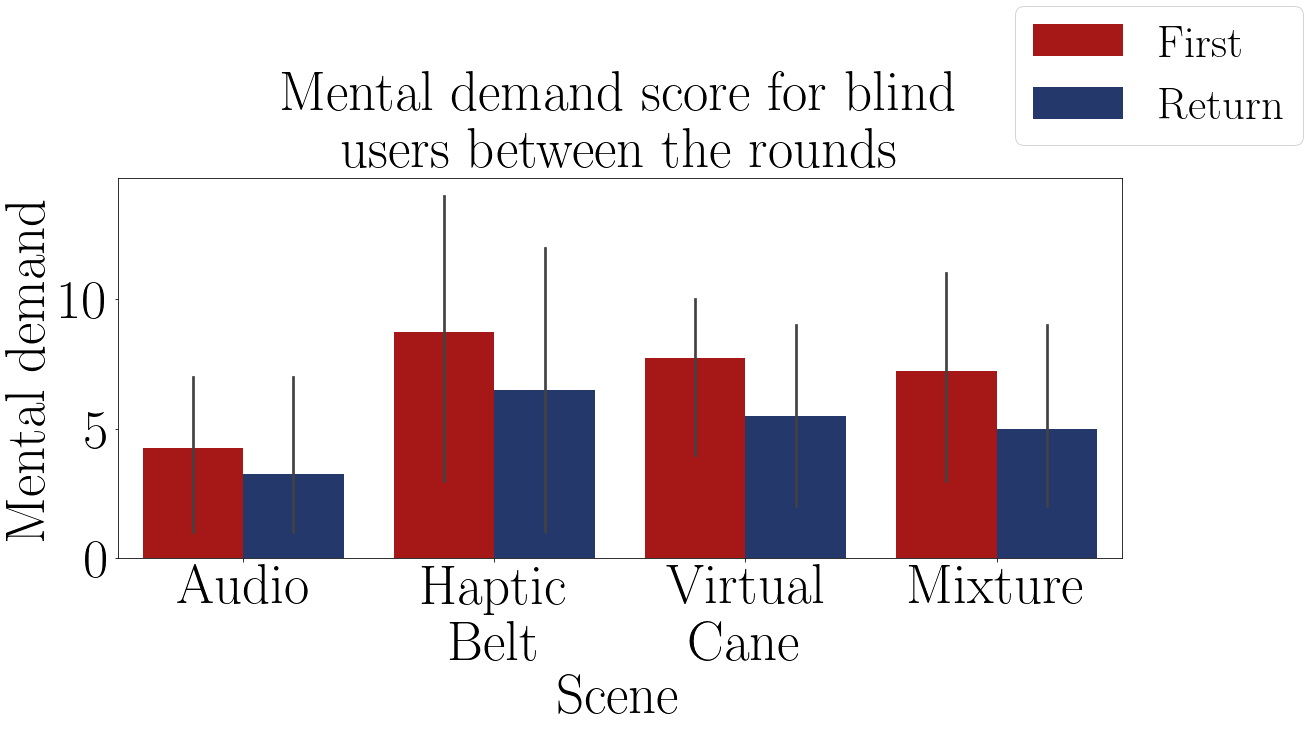 First
Return
Mental demand score for blind
users between the rounds
Mental demand
10
5
0
Audio
Haptic
Belt
Virtual
Cane
Mixture
Scene